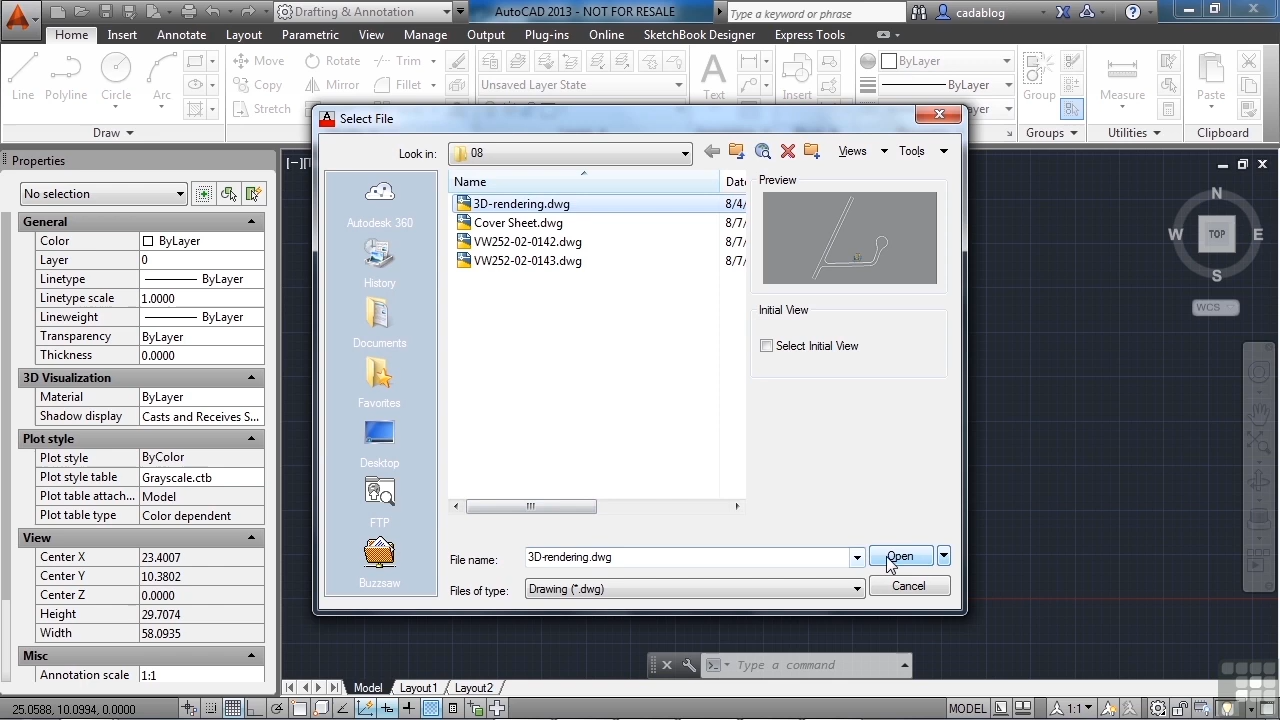 Drafting & Annotation
AutoCAD 2013 - NOT FOR RESALE
Type a keyword or phrase
cadablog
Home Insert Annotate Layout Parametric View Manage Output Plug-ins Online SketchBook Designer Express Tools
Line
Polyline
Circle
Arc
Move
Rotate
Trim
Copy
Mirror
Fillet
Stretch
Unsaved Layer State
Text
Insert
ByLayer
ByLayer
Group
Measure
Paste
Draw
Groups
Utilities
Clipboard
Properties
No selection
General
Color ByLayer
Layer 0
Linetype ByLayer
Linetype scale 1.0000
Lineweight ByLayer
Transparency ByLayer
Thickness 0.0000
3D Visualization
Material ByLayer
Shadow display Casts and Receives S...
Plot style
Plot style ByColor
Plot style table Grayscale.ctb
Plot table attach... Model
Plot table type Color dependent
View
Center X 23.4007
Center Y 10.3802
Center Z 0.0000
Height 29.7074
Width 58.0935
Misc
Annotation scale 1:1
Select File
Look in: 08
Views
Tools
Autodesk 360
History
Documents
Favorites
Desktop
FTP
Buzzsaw
Name
3D-rendering.dwg 8/4/
Cover Sheet.dwg 8/7/
VW252-02-0142.dwg 8/7/
VW252-02-0143.dwg 8/7/
Preview
Initial View
Select Initial View
File name: 3D-rendering.dwg
Open
Files of type: Drawing (*.dwg)
Cancel
N
W TOP E
S
WCS
Type a command
Model Layout1 Layout2
25.0588, 10.0994, 0.0000
MODEL
1:1